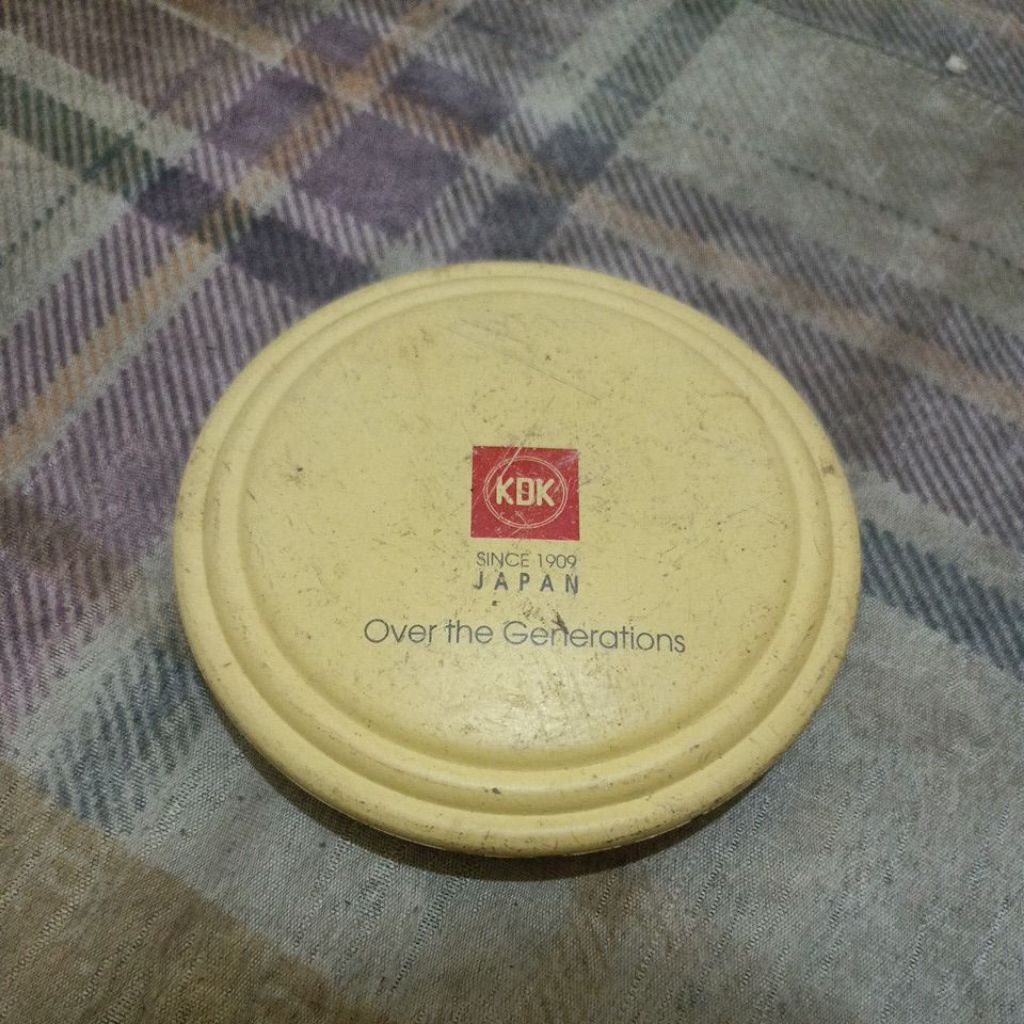 KDK
SINCE 1909
JAPAN
Over the Generations